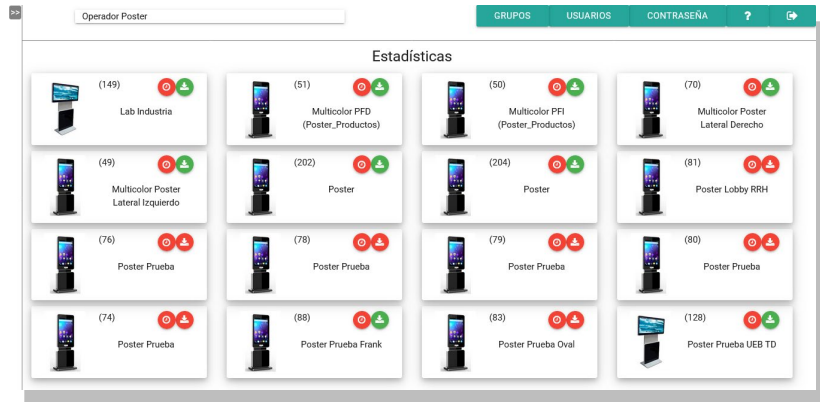 >>
Operador Poster
GRUPOS USUARIOS CONTRASEÑA ?
Estadísticas
(149)
Lab Industria
(51)
Multicolor PFD
(Poster_Productos)
(50)
Multicolor PFI
(Poster_Productos)
(70)
Multicolor Poster
Lateral Derecho
(49)
Multicolor Poster
Lateral Izquierdo
(202)
Poster
(204)
Poster
(81)
Poster Lobby RRH
(76)
Poster Prueba
(78)
Poster Prueba
(79)
Poster Prueba
(80)
Poster Prueba
(74)
Poster Prueba
(88)
Poster Prueba Frank
(83)
Poster Prueba Oval
(128)
Poster Prueba UEB TD